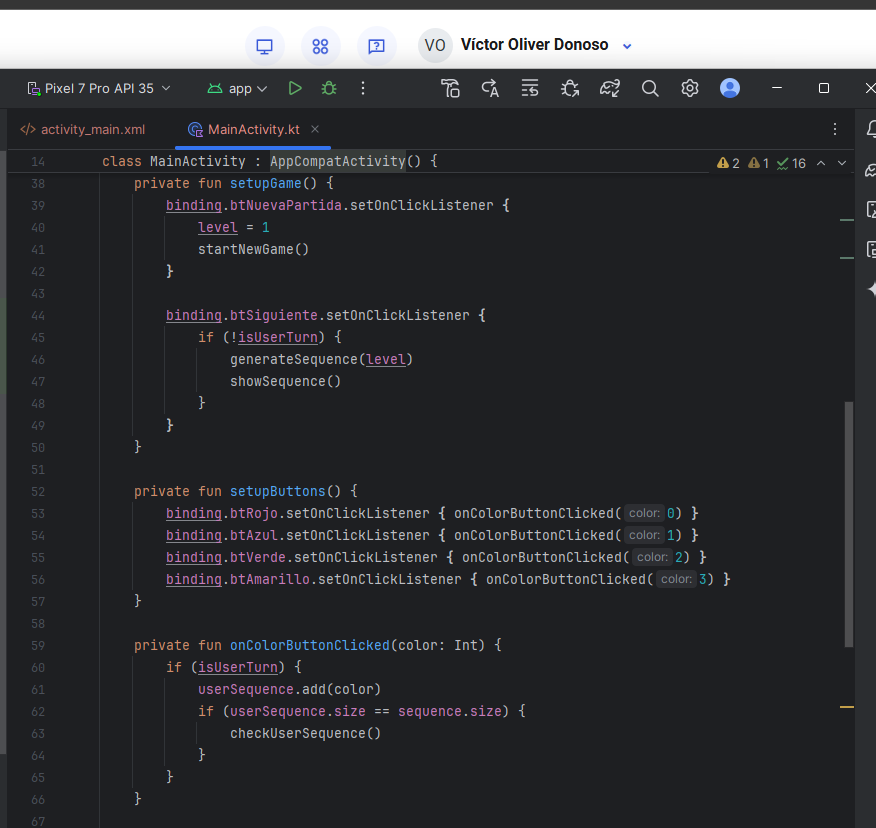 VO Víctor Oliver Donoso
Pixel 7 Pro API 35 app
activity_main.xml MainActivity.kt
14 class MainActivity : AppCompatActivity() { 2 1 16
38 private fun setupGame() {
39 binding.btNuevaPartida.setOnClickListener {
40 level = 1
41 startNewGame()
42 }
43
44 binding.btSiguiente.setOnClickListener {
45 if (!isUserTurn) {
46 generateSequence(level)
47 showSequence()
48 }
49 }
50 }
51
52 private fun setupButtons() {
53 binding.btRojo.setOnClickListener { onColorButtonClicked( color: 0) }
54 binding.btAzul.setOnClickListener { onColorButtonClicked( color: 1) }
55 binding.btVerde.setOnClickListener { onColorButtonClicked( color: 2) }
56 binding.btAmarillo.setOnClickListener { onColorButtonClicked( color: 3) }
57 }
58
59 private fun onColorButtonClicked(color: Int) {
60 if (isUserTurn) {
61 userSequence.add(color)
62 if (userSequence.size == sequence.size) {
63 checkUserSequence()
64 }
65 }
66 }
67